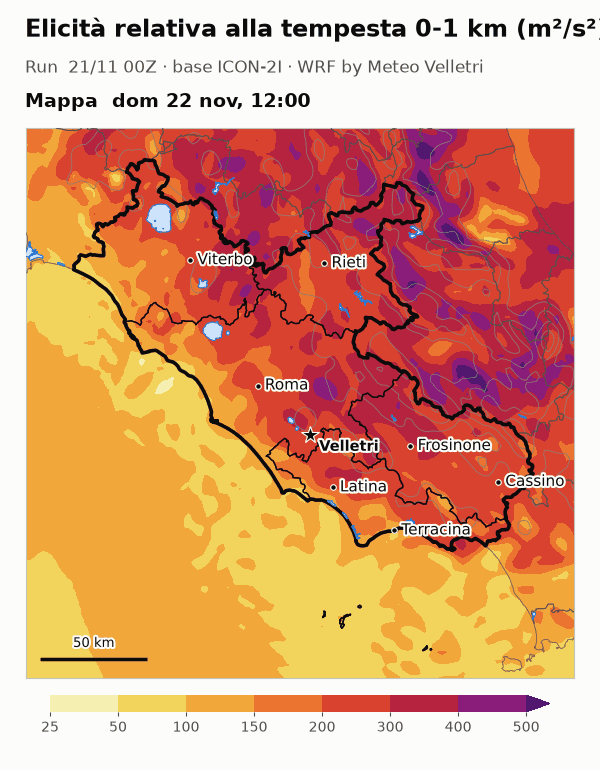 Elicità relativa alla tempesta 0-1 km (m²/s²)
Run  21/11 00Z · base ICON-2I · WRF by Meteo Velletri
Mappa  dom 22 nov, 12:00
Viterbo
Rieti
Roma
Velletri
Frosinone
Cassino
Latina
Terracina
50 km
25 50 100 150 200 300 400 500